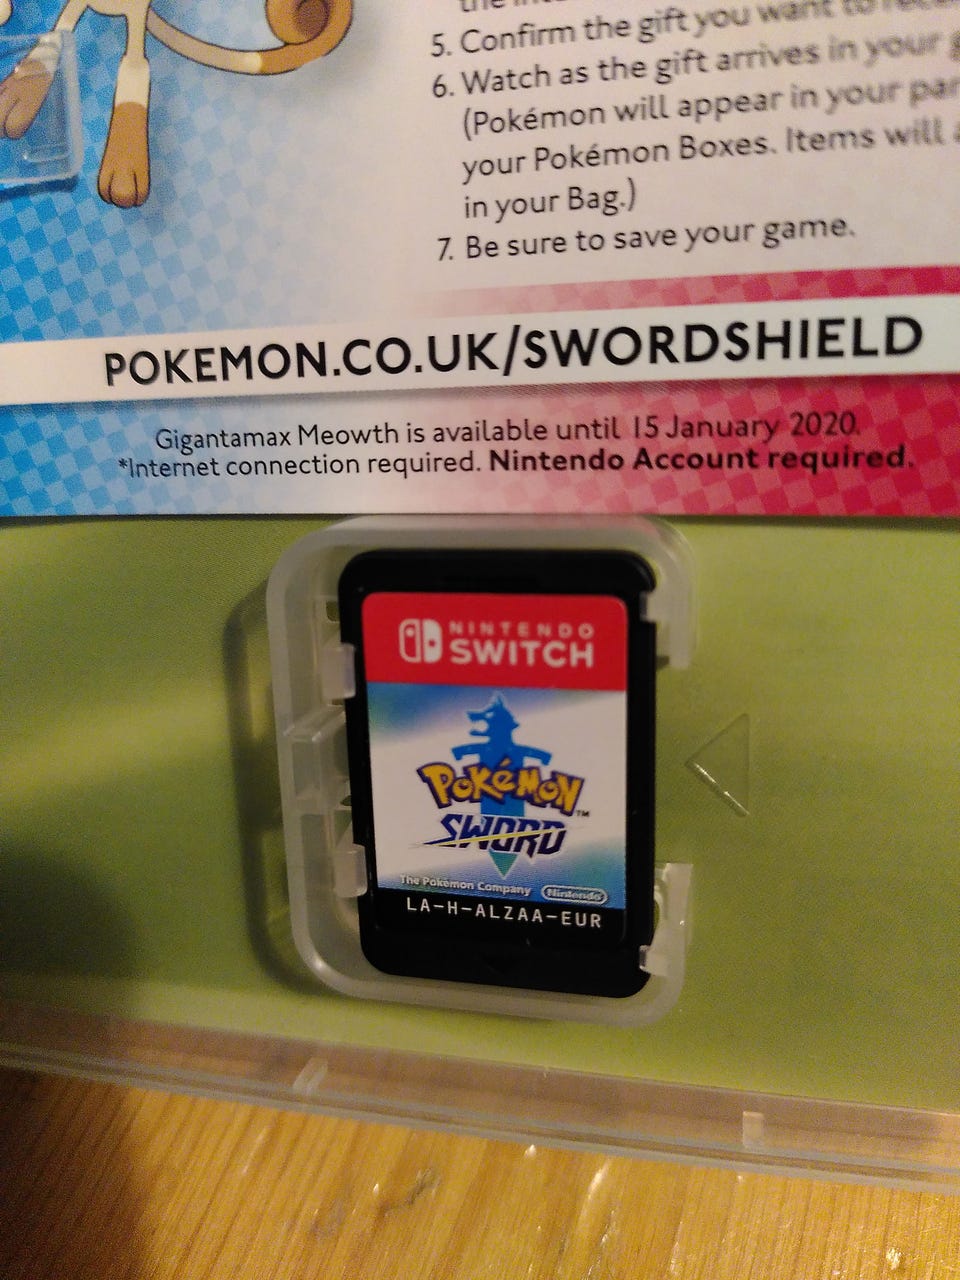 5. Confirm the gift you want to
6. Watch as the gift arrives in your
(Pokémon will appear in your
your Pokémon Boxes. Items will
in your Bag.)
7. Be sure to save your game.
POKEMON.CO.UK/SWORDSHIELD
Gigantamax Meowth is available until 15 January 2020.
*Internet connection required. Nintendo Account required.
NINTENDO
SWITCH
POKÉMON™
SWORD
The Pokémon Company Nintendo
LA-H-ALZAA-EUR